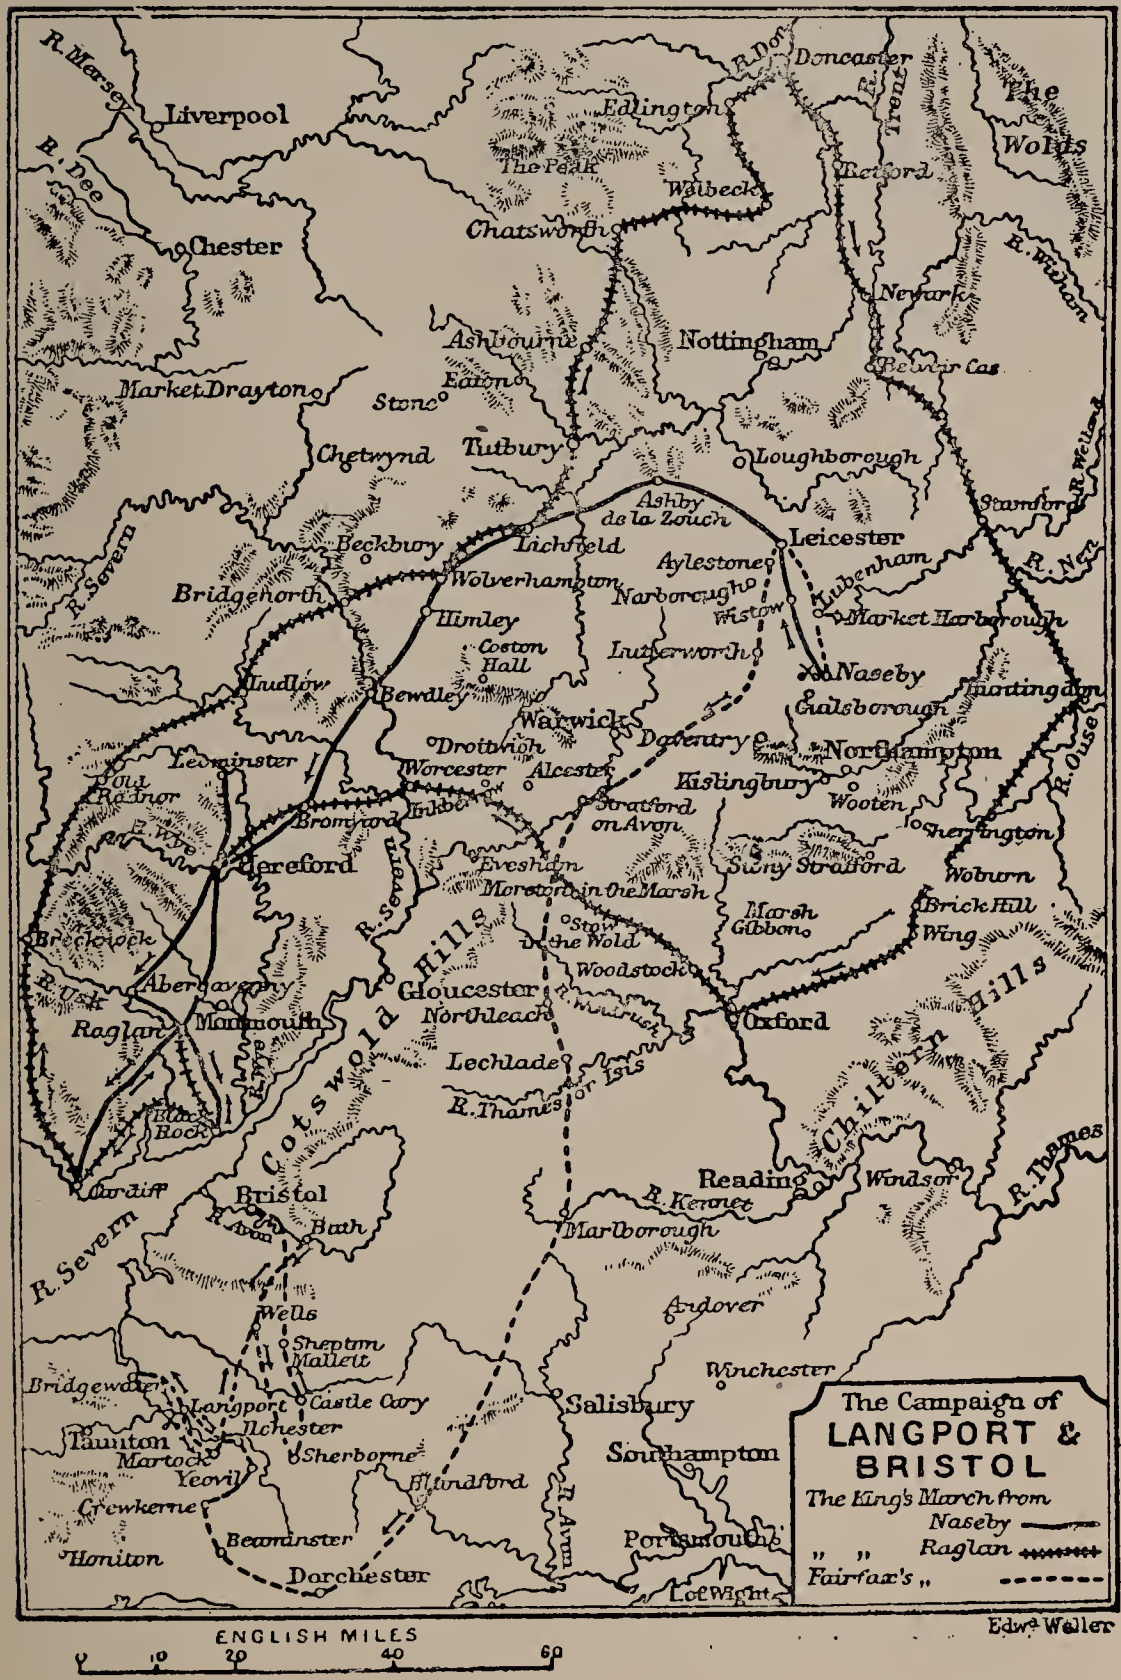 R. Mersey
Liverpool
R. Dee
Chester
R. Don
Doncaster
R. Trent
Edlington
The Wolds
The Peak
Welbeck
Retford
Chatsworth
R. Witham
Newark
Ashbourne
Nottingham
Belvoir Cas
Market Drayton
Eaton
Stone
Chetwynd
Tutbury
Loughborough
R. Welland
Ashby
de la Zouch
Stamford
R. Severn
Beckbury
Lichfield
Leicester
Aylestone
Lubenham
R. Nen
Bridgenorth
Wolverhampton
Narborough
Wistow
Himley
Market Harborough
Coston
Hall
Lutterworth
Naseby
Ludlow
Bewdley
Huntingdon
Guilsborough
Warwick
Daventry
Northampton
Droitwich
Leominster
Worcester
Alcester
Kislingbury
R. Ouse
Old
Radnor
Inkber
Stratford
on Avon
Wooten
Bromyard
Sherrington
R. Wye
Hereford
Evesham
Stony Stratford
Woburn
R. Severn
Moreton in the Marsh
Brick Hill
Marsh
Gibbon
Stow
in the Wold
Wing
Brecknock
Woodstock
R. Usk
Abergavenny
Gloucester
R. Windrush
Raglan
Monmouth
Northleach
Oxford
Chiltern Hills
R. Wye
Cotswold Hills
Lechlade
R. Thames or Isis
Black
Rock
Cardiff
Bristol
R. Avon
Bath
Reading
R. Kennet
Windsor
R. Thames
Marlborough
R. Severn
Wells
Andover
Shepton
Mallett
Winchester
Bridgewater
Langport
Castle Cary
Salisbury
Ilchester
Taunton
Martock
Sherborne
Southampton
Yeovil
Blandford
Crewkerne
R. Avon
Beaminster
Portsmouth
Honiton
Dorchester
I. of Wight
The Campaign of
LANGPORT &
BRISTOL
The King's March from
Naseby
" " Raglan
Fairfax's "
Edwd Weller
ENGLISH MILES
0 10 20 40 60